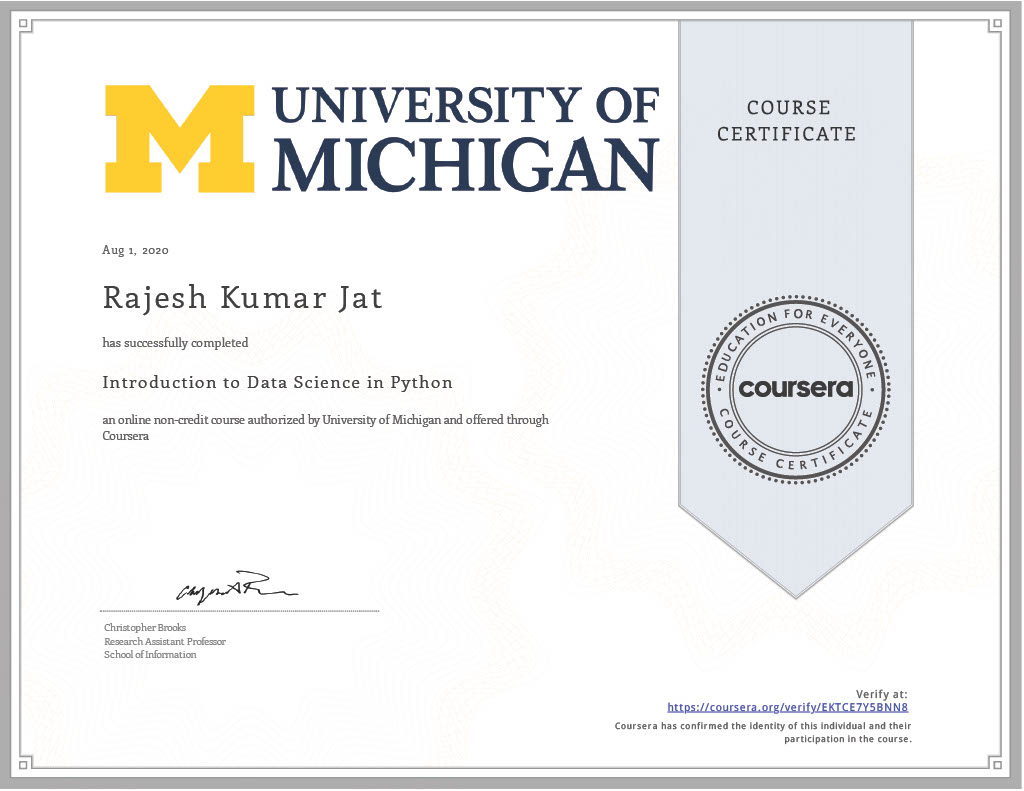 UNIVERSITY OF
MICHIGAN
COURSE
CERTIFICATE
Aug 1, 2020
Rajesh Kumar Jat
has successfully completed
Introduction to Data Science in Python
an online non-credit course authorized by University of Michigan and offered through
Coursera
EDUCATION FOR EVERYONE
coursera
COURSE CERTIFICATE
Christopher Brooks
Research Assistant Professor
School of Information
Verify at:
https://coursera.org/verify/EKTCE7Y5BNN8
Coursera has confirmed the identity of this individual and their
participation in the course.